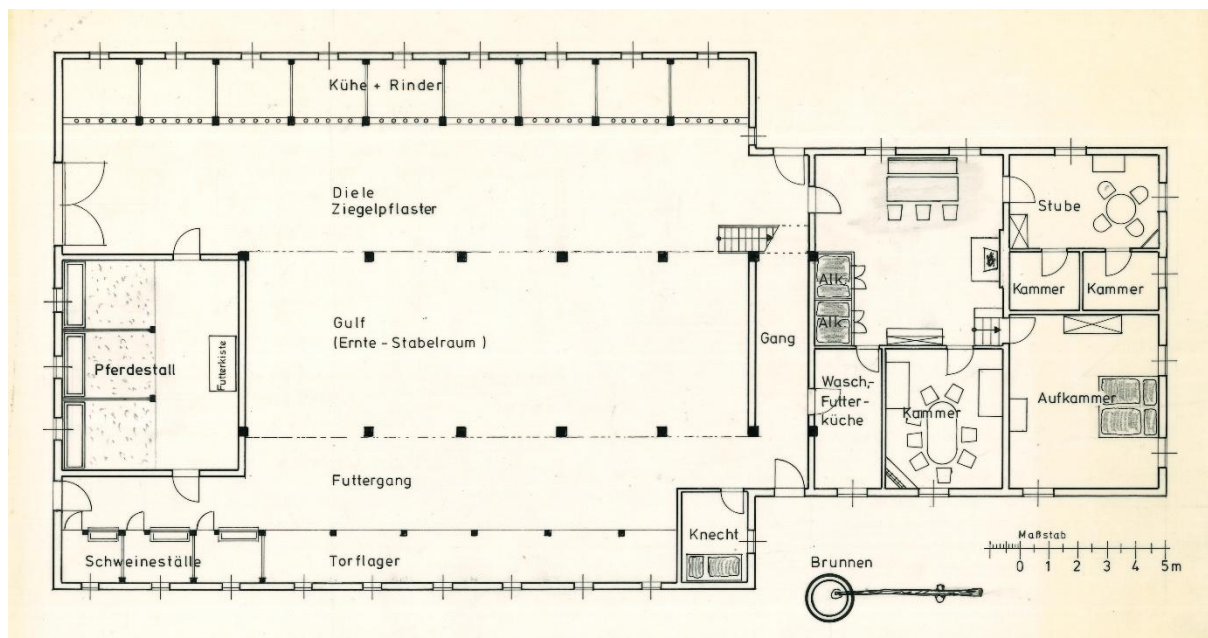 Kühe + Rinder
Diele
Ziegelpflaster
Stube
Alk.
Alk.
Kammer
Kammer
Gulf
(Ernte - Stabelraum)
Gang
Pferdestall
Futterkiste
Wasch-,
Futter-
küche
Kammer
Aufkammer
Futtergang
Knecht
Schweineställe
Torflager
Brunnen
Maßstab
0 1 2 3 4 5m